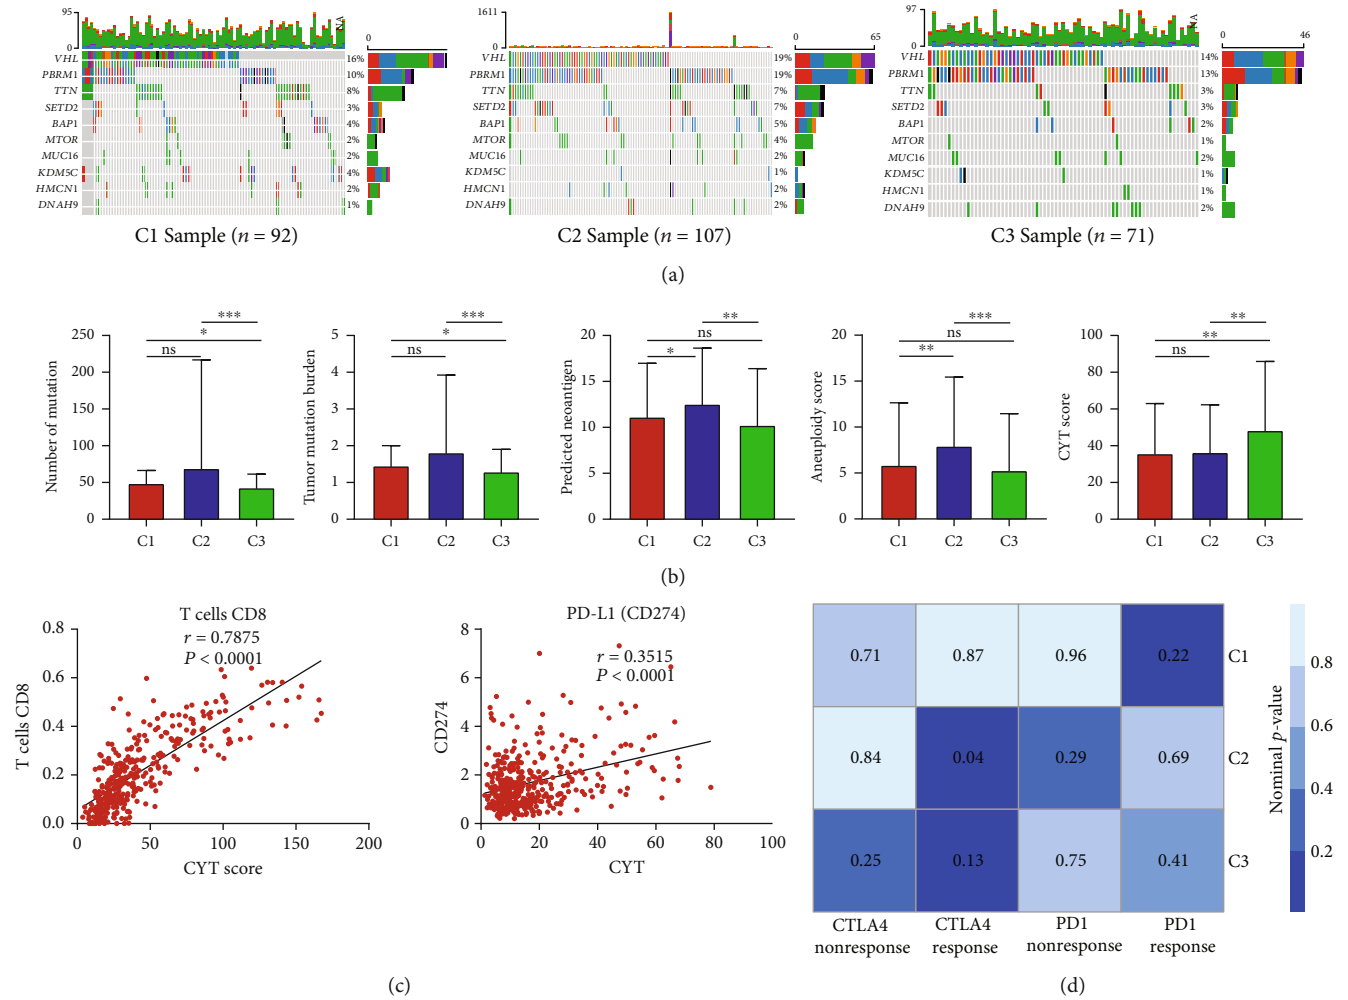 95
0
NA
0
VHL 16%
PBRM1 10%
TTN 8%
SETD2 3%
BAP1 4%
MTOR 2%
MUC16 2%
KDM5C 4%
HMCN1 2%
DNAH9 1%
C1 Sample (n = 92)
1611
0
0 65
VHL 19%
PBRM1 19%
TTN 7%
SETD2 7%
BAP1 5%
MTOR 4%
MUC16 2%
KDM5C 1%
HMCN1 2%
DNAH9 2%
C2 Sample (n = 107)
97
0
NA
0 46
VHL 14%
PBRM1 13%
TTN 3%
SETD2 3%
BAP1 2%
MTOR 1%
MUC16 2%
KDM5C 1%
HMCN1 1%
DNAH9 2%
C3 Sample (n = 71)
(a)
Number of mutation
250
200
150
100
50
0
***
*
ns
C1 C2 C3
Tumor mutation burden
5
4
3
2
1
0
***
*
ns
C1 C2 C3
Predicted neoantigen
20
15
10
5
0
**
ns
*
C1 C2 C3
Aneuploidy score
20
15
10
5
0
***
ns
**
C1 C2 C3
CYT score
100
80
60
40
20
0
**
**
ns
C1 C2 C3
(b)
T cells CD8
r = 0.7875
P < 0.0001
T cells CD8
0.8
0.6
0.4
0.2
0.0
0 50 100 150 200
CYT score
PD-L1 (CD274)
r = 0.3515
P < 0.0001
CD274
8
6
4
2
0
0 20 40 60 80 100
CYT
(c)
0.71 0.87 0.96 0.22 C1
0.84 0.04 0.29 0.69 C2
0.25 0.13 0.75 0.41 C3
CTLA4 nonresponse
CTLA4 response
PD1 nonresponse
PD1 response
Nominal p-value
0.8
0.6
0.4
0.2
(d)